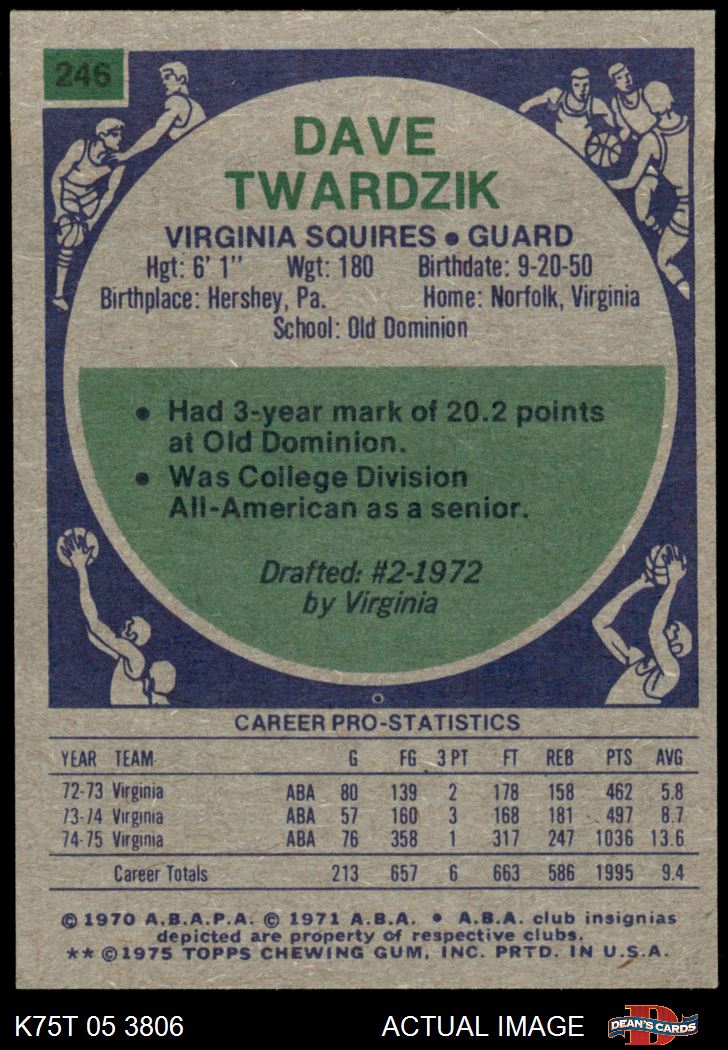 246
DAVE
TWARDZIK
VIRGINIA SQUIRES • GUARD
Hgt: 6' 1" Wgt: 180 Birthdate: 9-20-50
Birthplace: Hershey, Pa. Home: Norfolk, Virginia
School: Old Dominion
• Had 3-year mark of 20.2 points
at Old Dominion.
• Was College Division
All-American as a senior.
Drafted: #2-1972
by Virginia
CAREER PRO-STATISTICS
YEAR TEAM G FG 3 PT FT REB PTS AVG
72-73 Virginia ABA 80 139 2 178 158 462 5.8
73-74 Virginia ABA 57 160 3 168 181 497 8.7
74-75 Virginia ABA 76 358 1 317 247 1036 13.6
Career Totals 213 657 6 663 586 1995 9.4
© 1970 A.B.A.P.A. © 1971 A.B.A. • A.B.A. club insignias
depicted are property of respective clubs.
** © 1975 TOPPS CHEWING GUM, INC. PRTD. IN U.S.A.
K75T 05 3806 ACTUAL IMAGE D DEAN'S CARDS